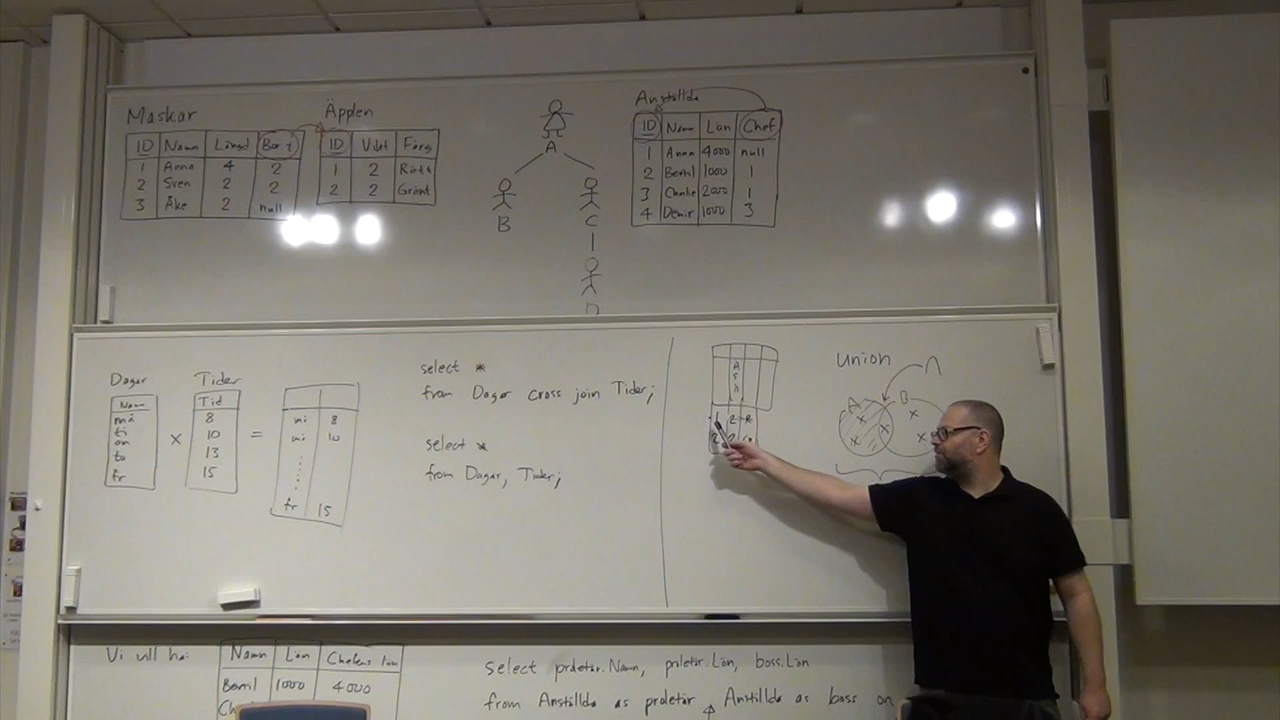 Maskar
ID Namn Längd Bor i
1 Anna 4 2
2 Sven 2 2
3 Åke 2 null
Äpplen
ID Vikt Färg
1 2 Rött
2 2 Grönt
A
B
C
D
Anställda
ID Namn Lön Chef
1 Anna 4000 null
2 Bertil 1000 1
3 2000 1
4 Demir 1000 3
Dagar
Namn
må
ti
on
to
fr
×
Tider
Tid
8
10
13
15
=
må 8
må 10
fr 15
select *
from Dagar cross join Tider;
select *
from Dagar, Tider;
1 2
2 2
union
∩
A B
Vi vill ha:
Namn Lön Chefens lön
Bertil 1000 4000
select proletär.Namn, proletär.Lön, boss.Lön
from Anställda as proletär Anställda as boss on